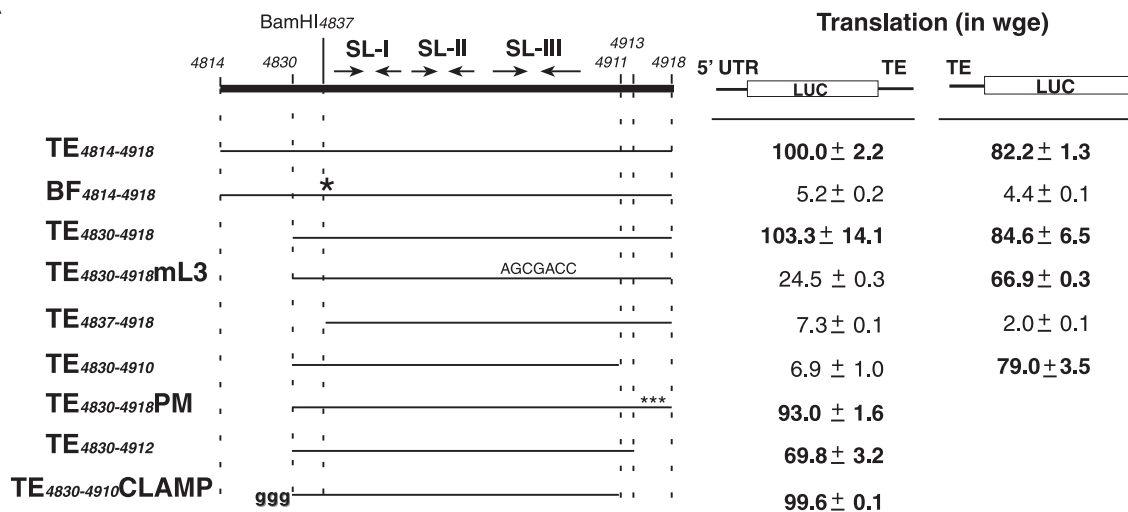 BamHI4837
Translation (in wge)
SL-I SL-II SL-III
4814 4830 4911 4913 4918
5' UTR TE TE
LUC LUC
TE4814-4918 100.0 ± 2.2 82.2 ± 1.3
BF4814-4918 * 5.2 ± 0.2 4.4 ± 0.1
TE4830-4918 103.3 ± 14.1 84.6 ± 6.5
TE4830-4918mL3 AGCGACC 24.5 ± 0.3 66.9 ± 0.3
TE4837-4918 7.3 ± 0.1 2.0 ± 0.1
TE4830-4910 6.9 ± 1.0 79.0 ± 3.5
TE4830-4918PM *** 93.0 ± 1.6
TE4830-4912 69.8 ± 3.2
TE4830-4910CLAMP ggg 99.6 ± 0.1